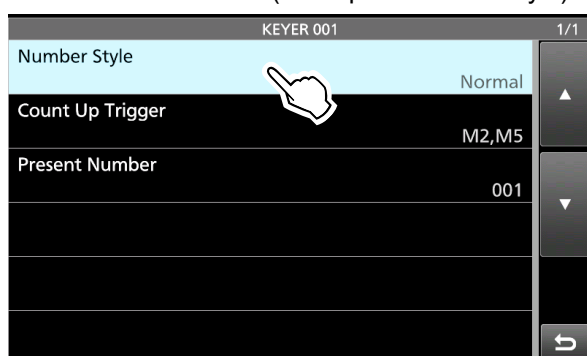 KEYER 001 1/1
Number Style
Normal
Count Up Trigger
M2,M5
Present Number
001